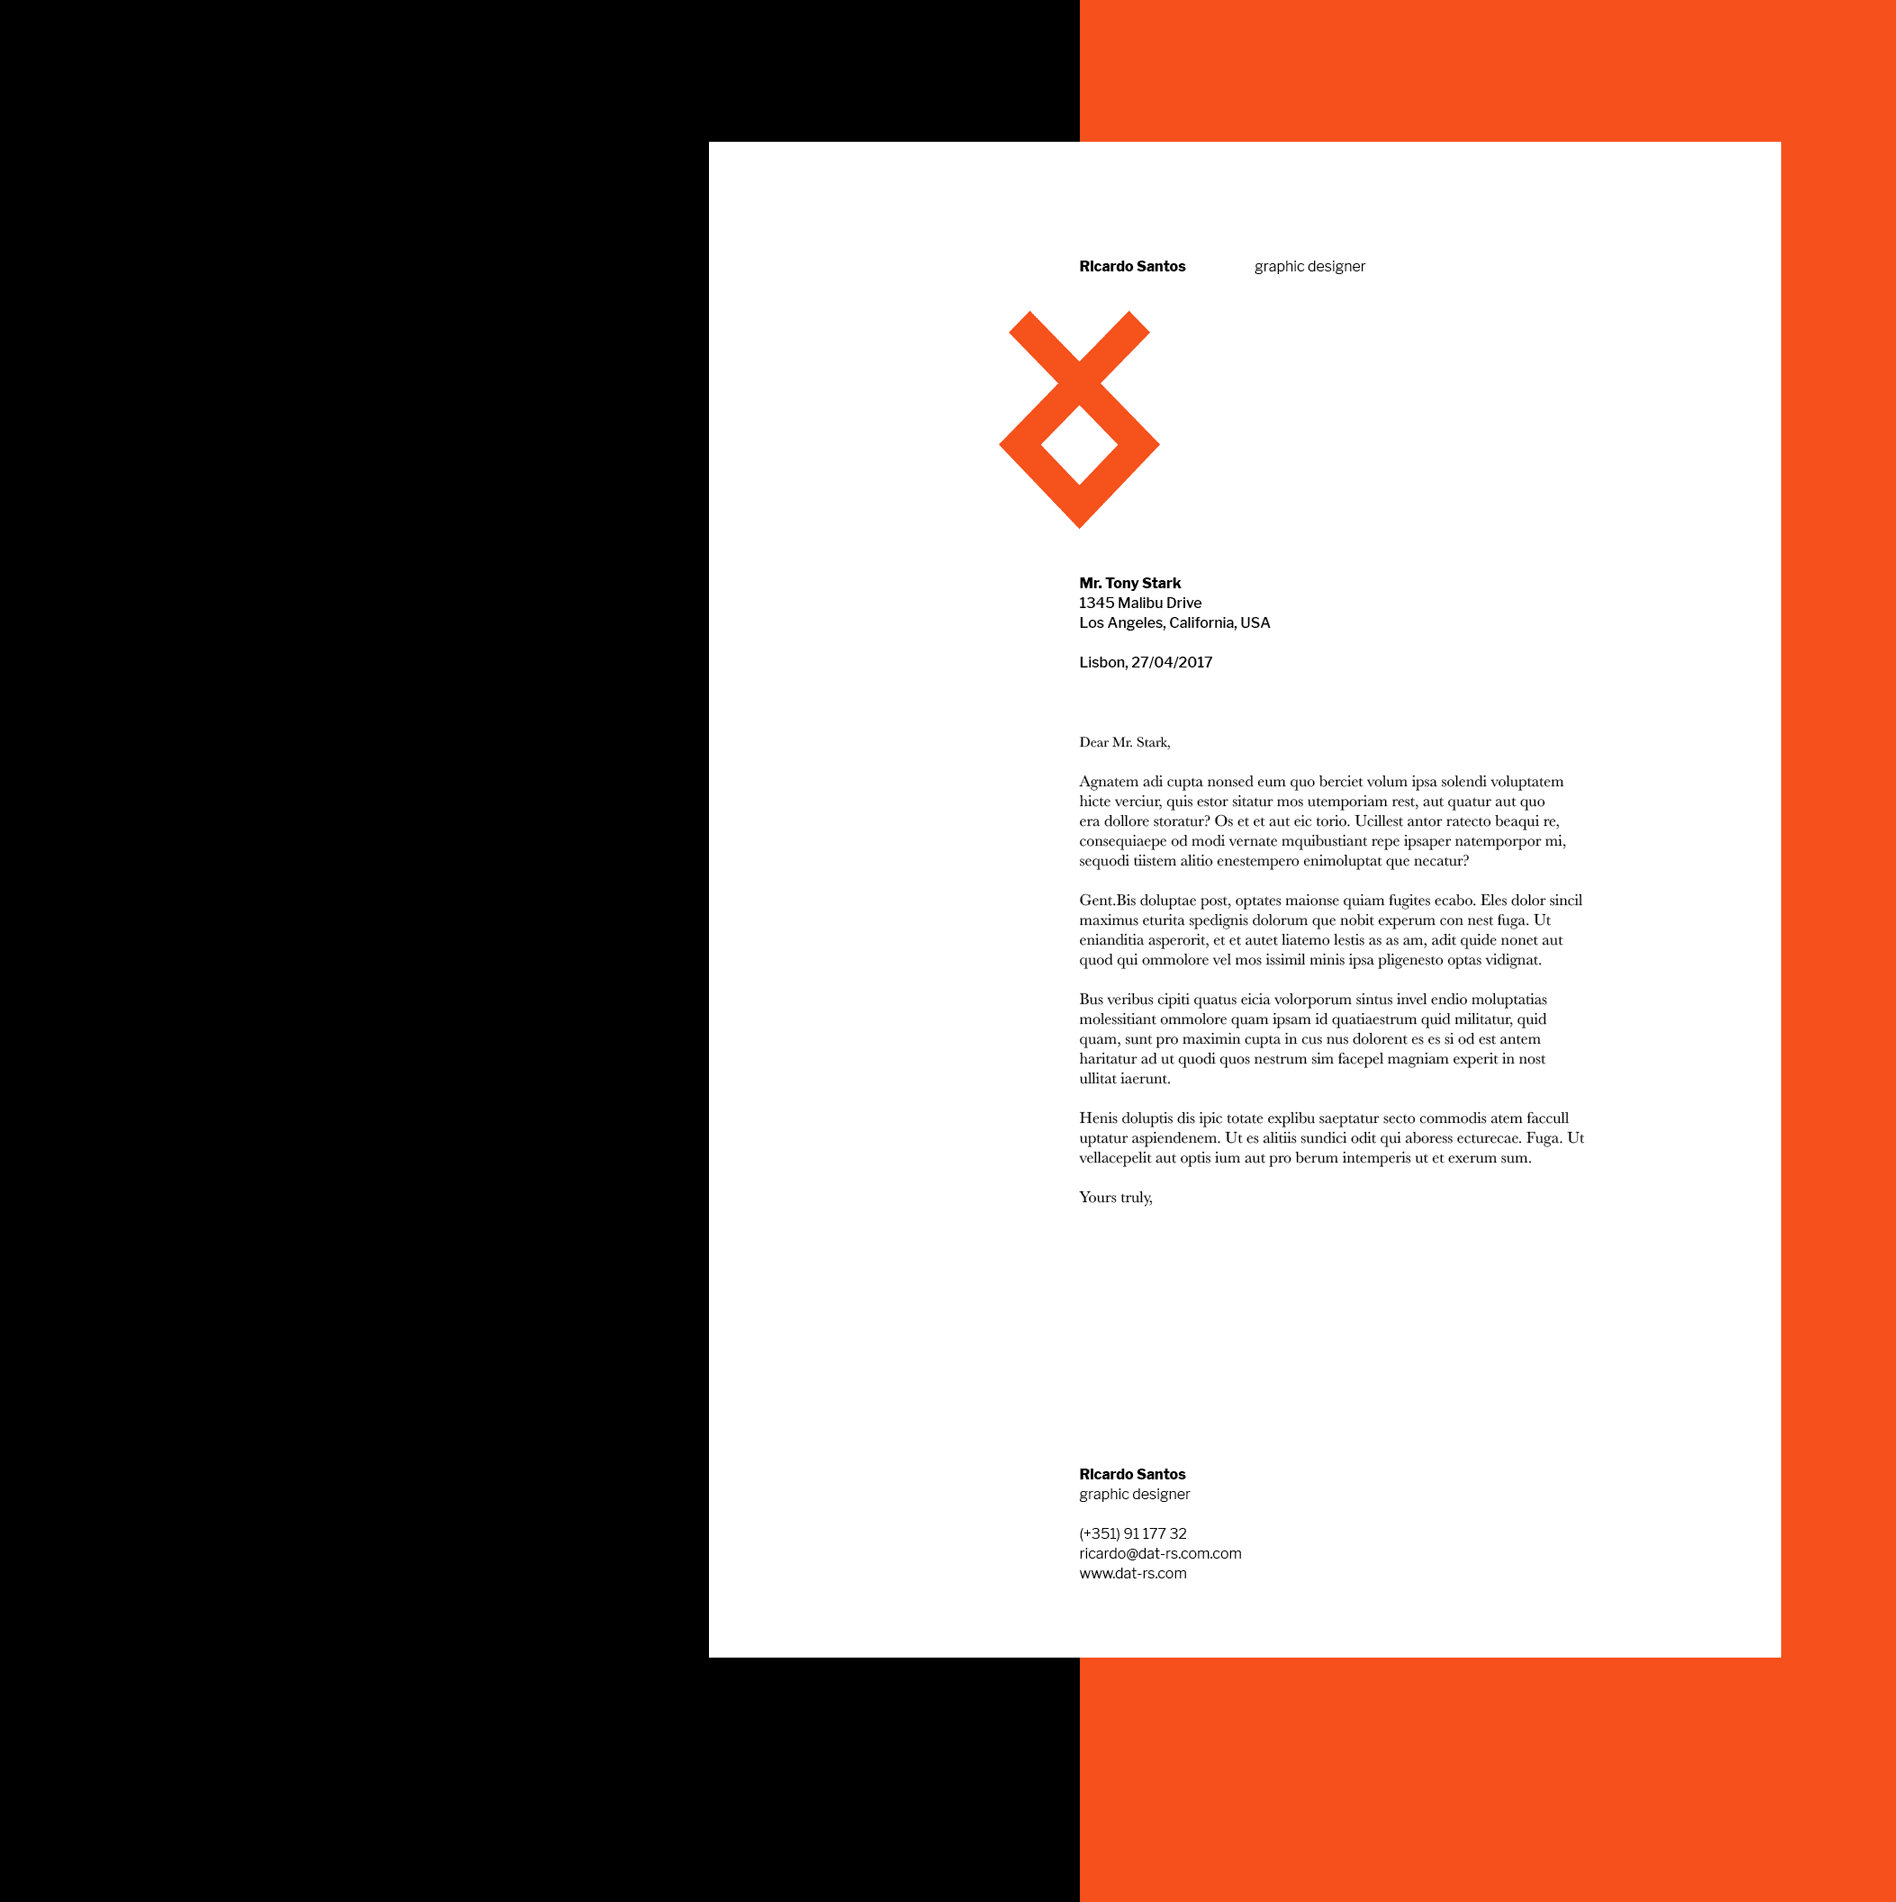 RIcardo Santos graphic designer
Mr. Tony Stark
1345 Malibu Drive
Los Angeles, California, USA
Lisbon, 27/04/2017
Dear Mr. Stark,
Agnatem adi cupta nonsed eum quo berciet volum ipsa solendi voluptatem
hicte verciur, quis estor sitatur mos utemporiam rest, aut quatur aut quo
era dollore storatur? Os et et aut eic torio. Ucillest antor ratecto beaqui re,
consequiaepe od modi vernate mquibustiant repe ipsaper natemporpor mi,
sequodi tiistem alitio enestempero enimoluptat que necatur?
Gent.Bis doluptae post, optates maionse quiam fugites ecabo. Eles dolor sincil
maximus eturita spedignis dolorum que nobit experum con nest fuga. Ut
enianditia asperorit, et et autet liatemo lestis as as am, adit quide nonet aut
quod qui ommolore vel mos issimil minis ipsa pligenesto optas vidignat.
Bus veribus cipiti quatus eicia volorporum sintus invel endio moluptatias
molessitiant ommolore quam ipsam id quatiaestrum quid militatur, quid
quam, sunt pro maximin cupta in cus nus dolorent es es si od est antem
haritatur ad ut quodi quos nestrum sim facepel magniam experit in nost
ullitat iaerunt.
Henis doluptis dis ipic totate explibu saeptatur secto commodis atem faccull
uptatur aspiendenem. Ut es alitiis sundici odit qui aboress ecturecae. Fuga. Ut
vellacepelit aut optis ium aut pro berum intemperis ut et exerum sum.
Yours truly,
RIcardo Santos
graphic designer
(+351) 91 177 32
ricardo@dat-rs.com.com
www.dat-rs.com